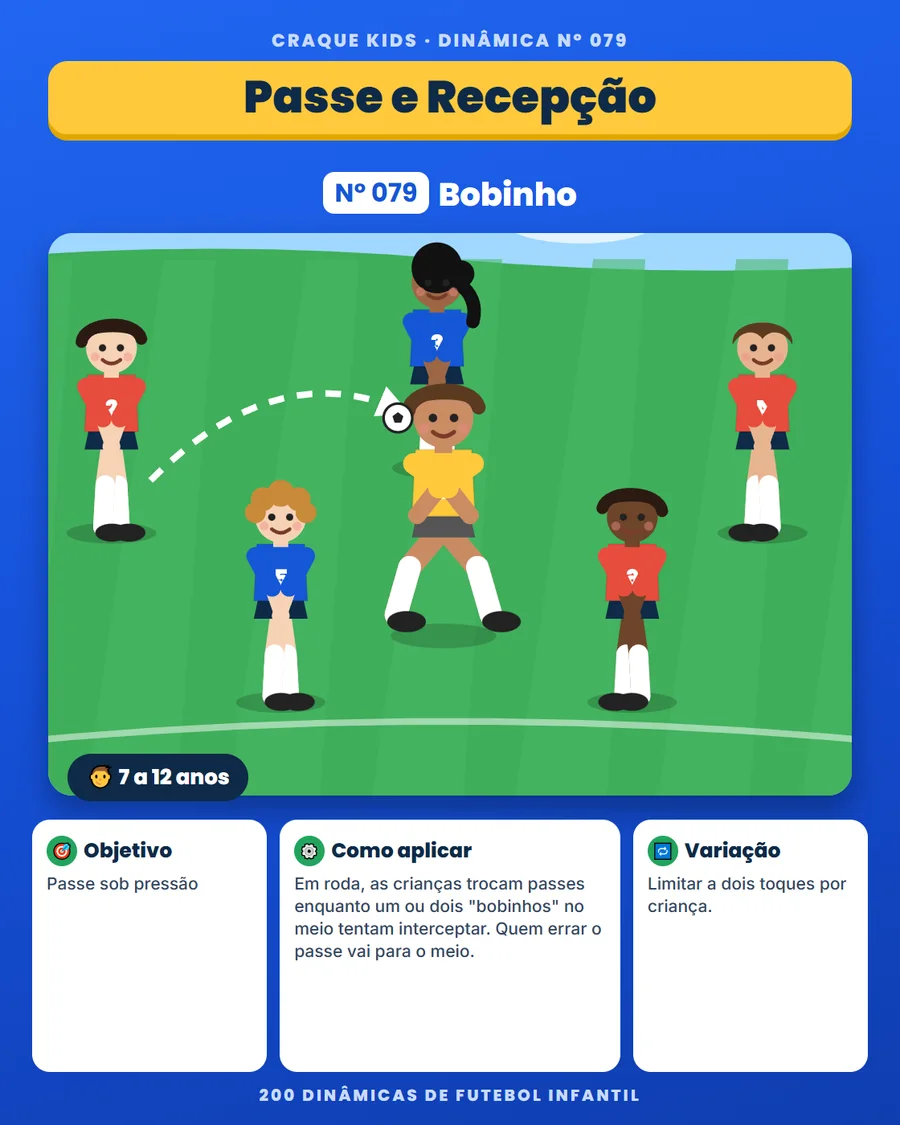 CRAQUE KIDS · DINÂMICA Nº 079
Passe e Recepção
Nº 079 Bobinho
7 a 12 anos
Objetivo
Passe sob pressão
Como aplicar
Em roda, as crianças trocam passes
enquanto um ou dois "bobinhos" no
meio tentam interceptar. Quem errar o
passe vai para o meio.
Variação
Limitar a dois toques por
criança.
200 DINÂMICAS DE FUTEBOL INFANTIL